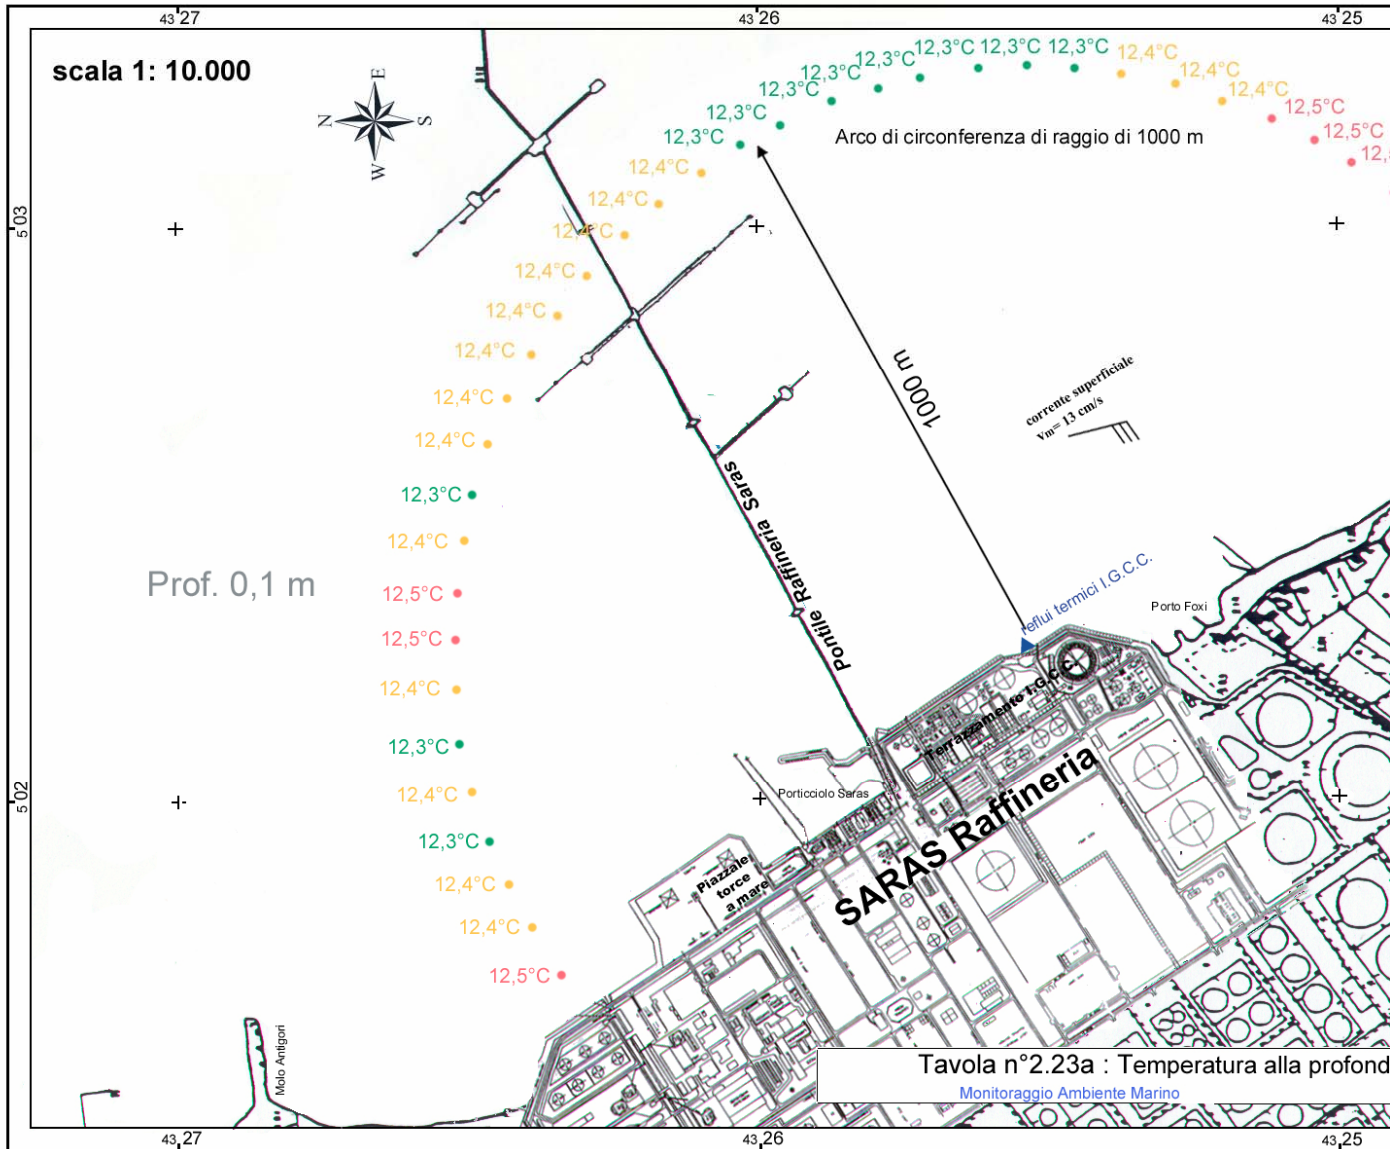 43 27
43 26
43 25
scala 1: 10.000
E
N
S
W
12,3°C
12,3°C
12,3°C
12,3°C
12,3°C
12,3°C
12,3°C
12,3°C
12,4°C
12,4°C
12,4°C
12,5°C
12,5°C
12,5
Arco di circonferenza di raggio di 1000 m
12,4°C
12,4°C
12,4°C
12,4°C
12,4°C
12,4°C
12,4°C
12,4°C
12,3°C
12,4°C
12,5°C
12,5°C
12,4°C
12,3°C
12,4°C
12,3°C
12,4°C
12,4°C
12,5°C
5 03
5 02
1000 m
corrente superficiale
vm= 13 cm/s
Prof. 0,1 m
Pontile Raffineria Saras
reflui termici I.G.C.C.
Porto Foxi
Terrazzamento I.G.C.C.
Porticciolo Saras
SARAS Raffineria
Piazzale
torce
a mare
Molo Antigori
Tavola n°2.23a : Temperatura alla profond
Monitoraggio Ambiente Marino
43 27
43 26
43 25